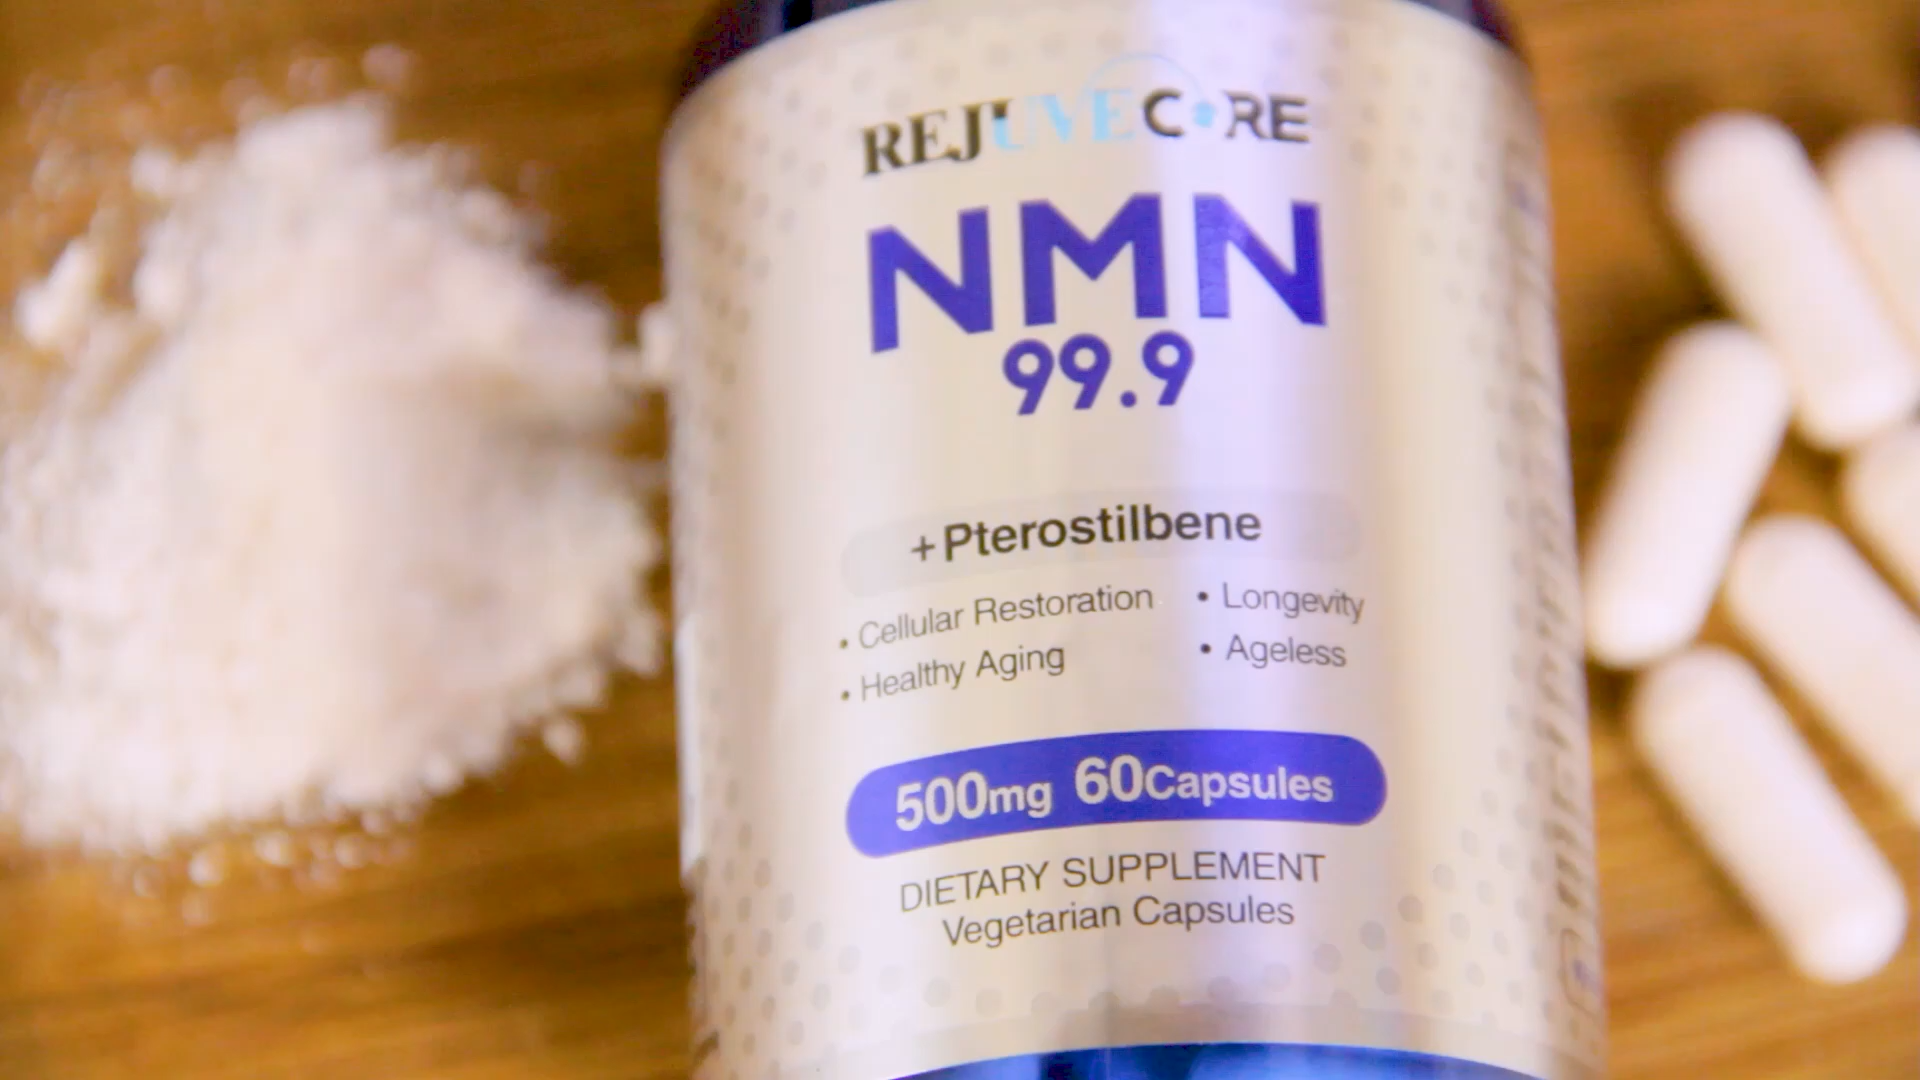 REJUVECORE
NMN
99.9
+Pterostilbene
• Cellular Restoration • Longevity
• Healthy Aging • Ageless
500mg 60Capsules
DIETARY SUPPLEMENT
Vegetarian Capsules